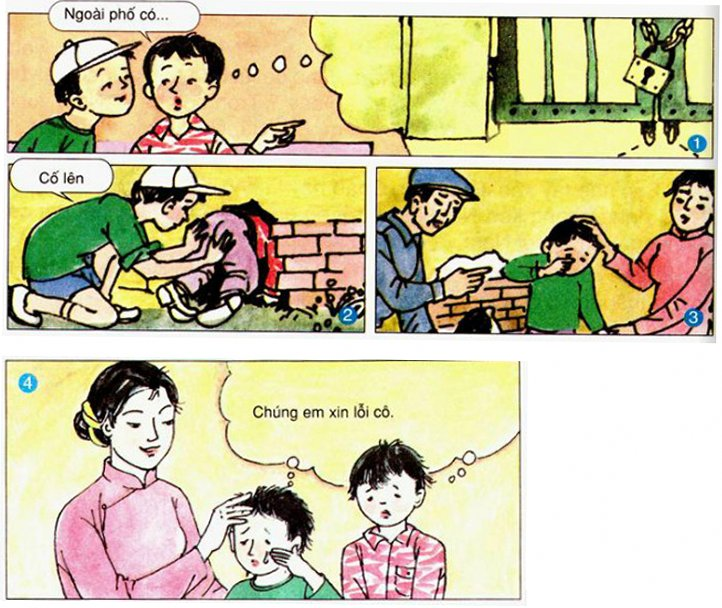 Ngoài phố có...
1
Cố lên
2
3
4
Chúng em xin lỗi cô.